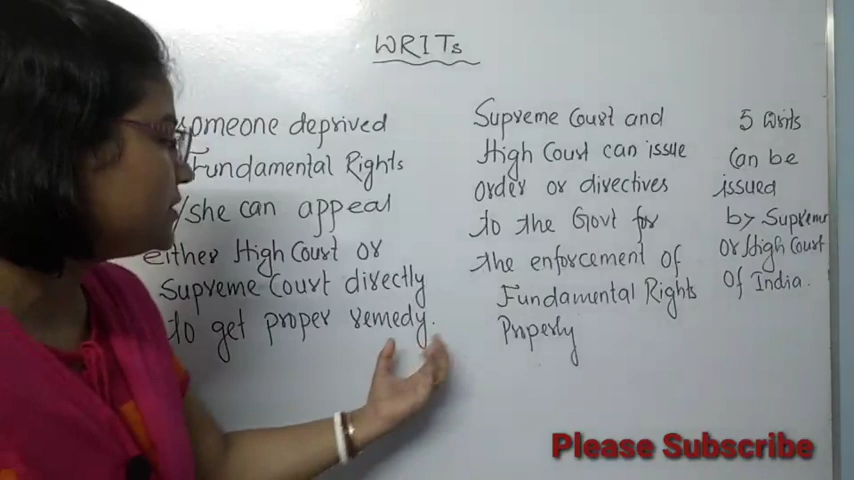 WRITs
someone deprived
Fundamental Rights
/she can appeal
either High Court or
Supreme Court directly
to get proper remedy.
Supreme Court and
High Court can issue
order or directives
to the Govt for
the enforcement of
Fundamental Rights
Properly
5 Writs
Can be
issued
by Supreme
or High Court
Of India.
Please Subscribe